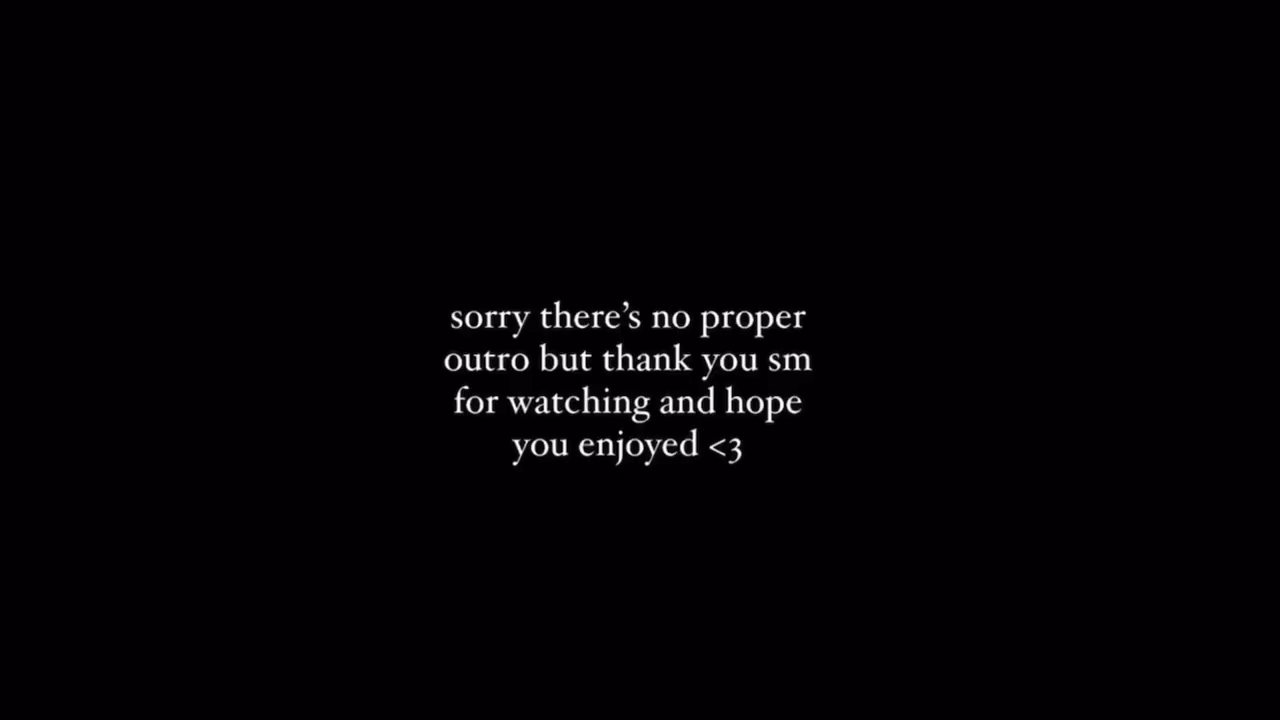 sorry there’s no proper
outro but thank you sm
for watching and hope
you enjoyed <3